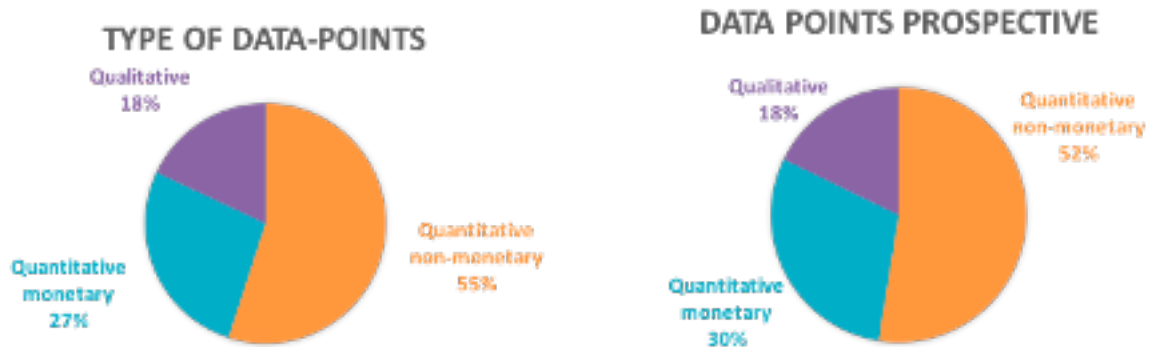 TYPE OF DATA-POINTS
Qualitative
18%
Quantitative
non-monetary
55%
Quantitative
monetary
27%
DATA POINTS PROSPECTIVE
Qualitative
18%
Quantitative
non-monetary
52%
Quantitative
monetary
30%